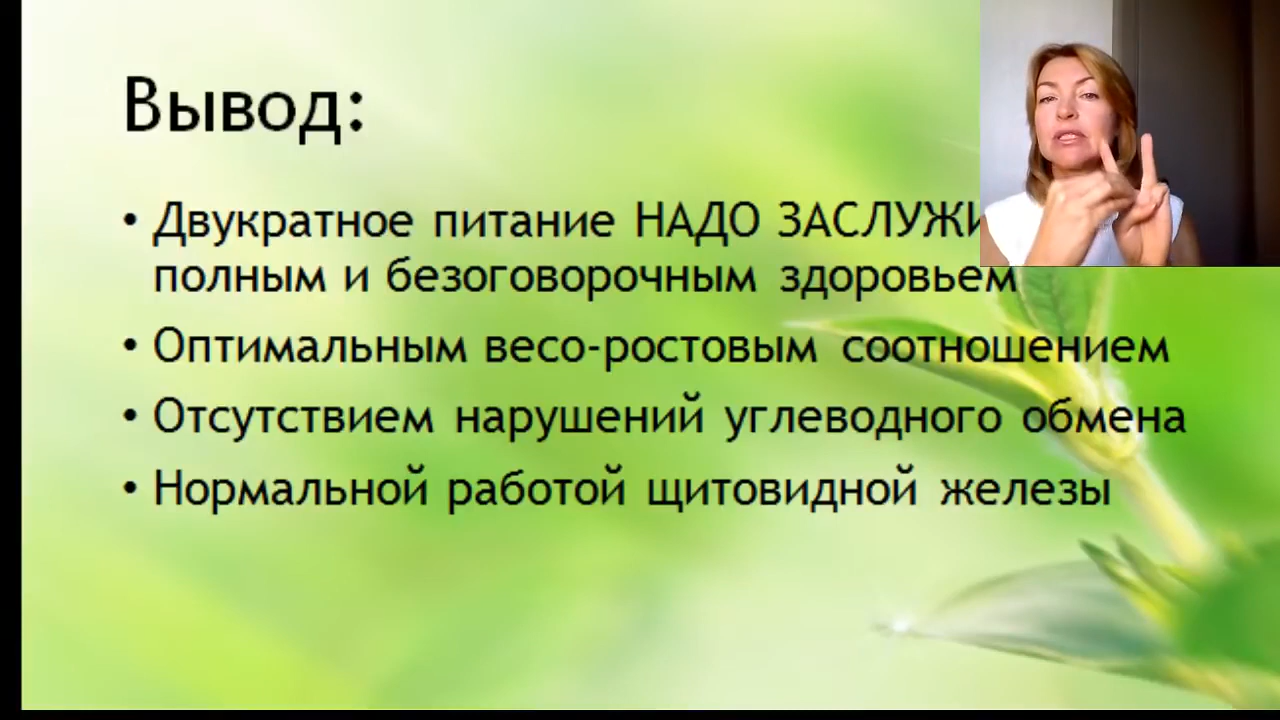 Вывод:
• Двукратное питание НАДО
полным и безоговорочным здоровьем
• Оптимальным весо-ростовым соотношением
• Отсутствием нарушений углеводного обмена
• Нормальной работой щитовидной железы